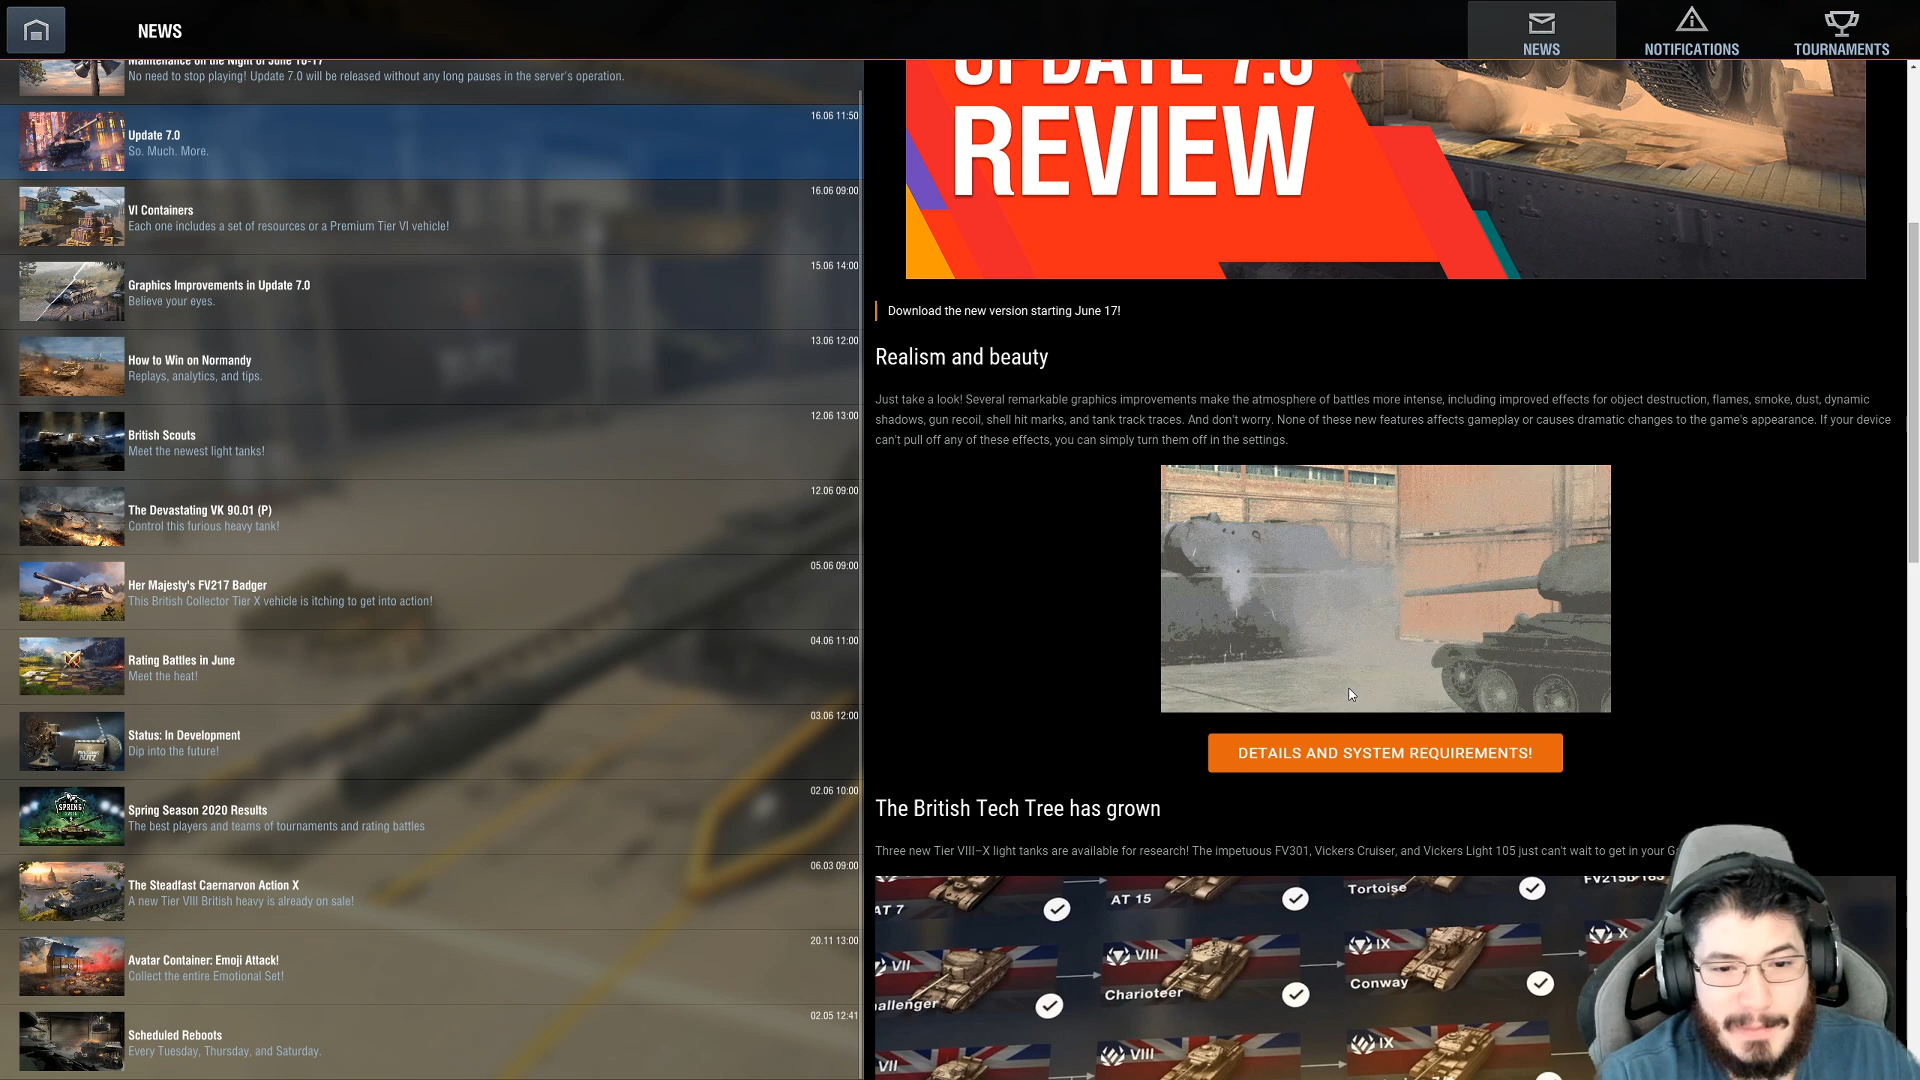 NEWS
NEWS
NOTIFICATIONS
TOURNAMENTS
Maintenance on the Night of June 16-17
No need to stop playing! Update 7.0 will be released without any long pauses in the server's operation.
16.06 11:50
Update 7.0
So. Much. More.
16.06 09:00
VI Containers
Each one includes a set of resources or a Premium Tier VI vehicle!
15.06 14:00
Graphics Improvements in Update 7.0
Believe your eyes.
13.06 12:00
How to Win on Normandy
Replays, analytics, and tips.
12.06 13:00
British Scouts
Meet the newest light tanks!
12.06 09:00
The Devastating VK 90.01 (P)
Control this furious heavy tank!
05.06 09:00
Her Majesty's FV217 Badger
This British Collector Tier X vehicle is itching to get into action!
04.06 11:00
Rating Battles in June
Meet the heat!
03.06 12:00
Status: In Development
Dip into the future!
02.06 10:00
Spring Season 2020 Results
The best players and teams of tournaments and rating battles
06.03 09:00
The Steadfast Caernarvon Action X
A new Tier VIII British heavy is already on sale!
20.11 13:00
Avatar Container: Emoji Attack!
Collect the entire Emotional Set!
02.05 12:41
Scheduled Reboots
Every Tuesday, Thursday, and Saturday.
UPDATE 7.0
REVIEW
Download the new version starting June 17!
Realism and beauty
Just take a look! Several remarkable graphics improvements make the atmosphere of battles more intense, including improved effects for object destruction, flames, smoke, dust, dynamic
shadows, gun recoil, shell hit marks, and tank track traces. And don't worry. None of these new features affects gameplay or causes dramatic changes to the game's appearance. If your device
can't pull off any of these effects, you can simply turn them off in the settings.
DETAILS AND SYSTEM REQUIREMENTS!
The British Tech Tree has grown
Three new Tier VIII–X light tanks are available for research! The impetuous FV301, Vickers Cruiser, and Vickers Light 105 just can't wait to get in your G
AT 7
AT 15
Tortoise
FV215b 183
VII
VIII
IX
X
hallenger
Charioteer
Conway
VII
VIII
IX